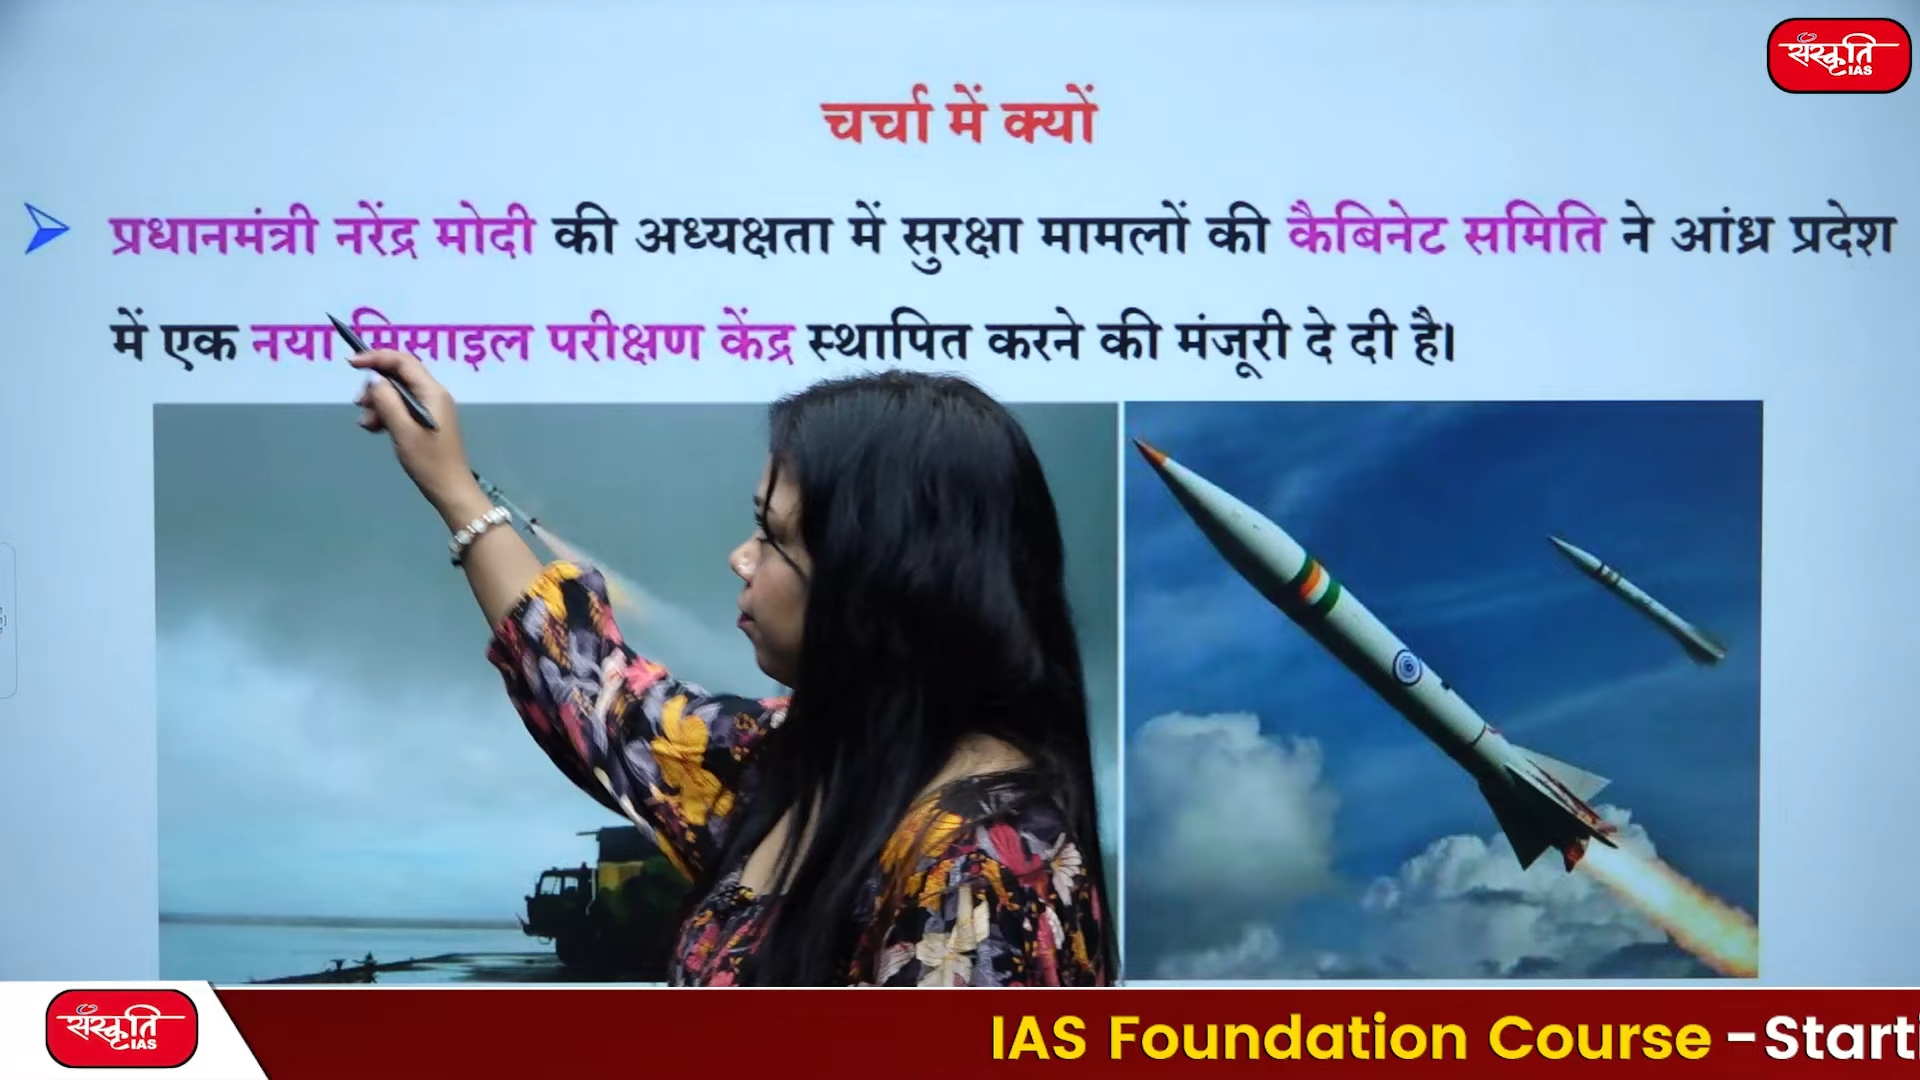 संस्कृति
IAS
चर्चा में क्यों
प्रधानमंत्री नरेंद्र मोदी की अध्यक्षता में सुरक्षा मामलों की कैबिनेट समिति ने आंध्र प्रदेश
में एक नया मिसाइल परीक्षण केंद्र स्थापित करने की मंजूरी दे दी है।
संस्कृति
IAS
IAS Foundation Course - Starti